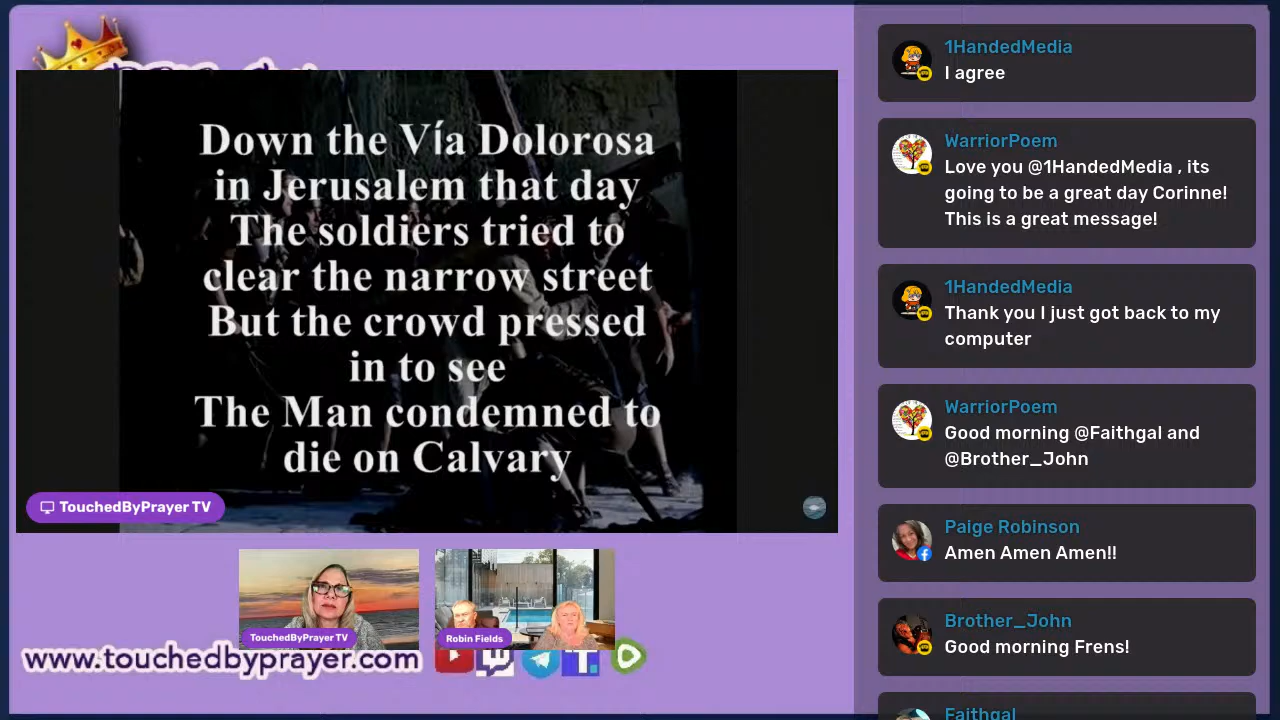 Down the Vía Dolorosa
in Jerusalem that day
The soldiers tried to
clear the narrow street
But the crowd pressed
in to see
The Man condemned to
die on Calvary
TouchedByPrayer TV
TouchedByPrayer TV
Robin Fields
www.touchedbyprayer.com
1HandedMedia
I agree
WarriorPoem
Love you @1HandedMedia , its
going to be a great day Corinne!
This is a great message!
1HandedMedia
Thank you I just got back to my
computer
WarriorPoem
Good morning @Faithgal and
@Brother_John
Paige Robinson
Amen Amen Amen!!
Brother_John
Good morning Frens!
Faithgal